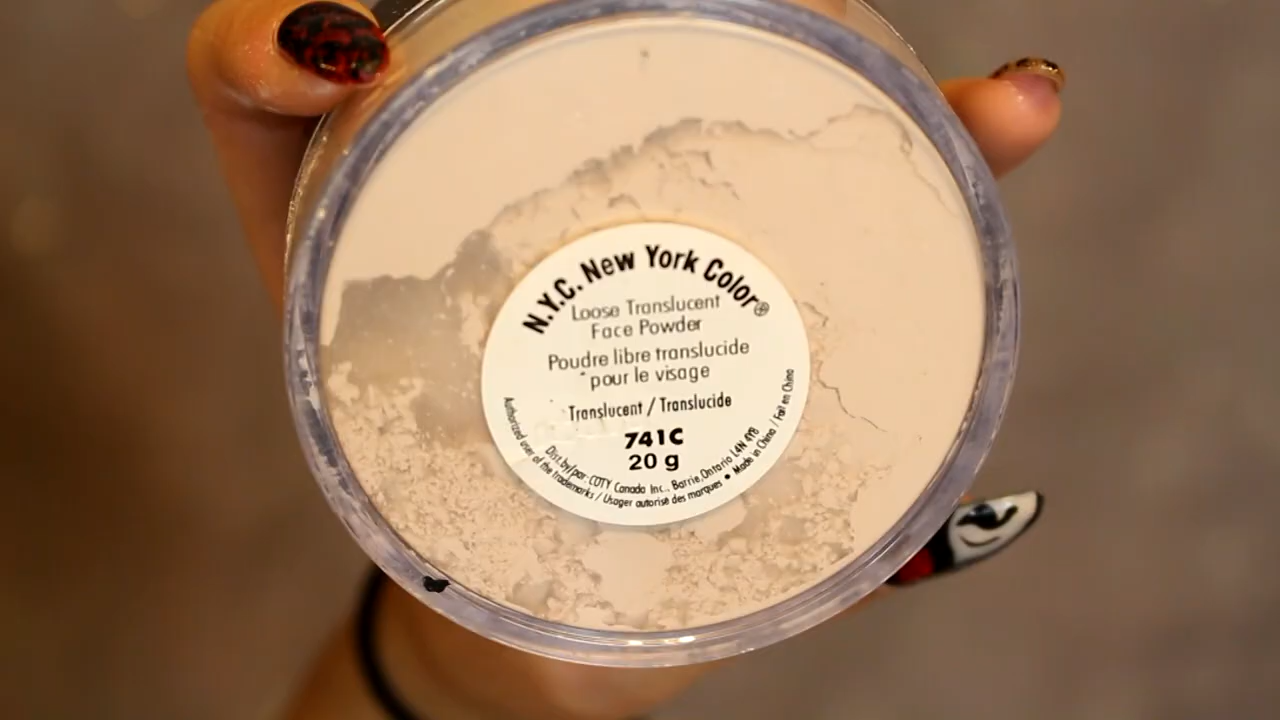 N.Y.C. New York Color®
Loose Translucent
Face Powder
Poudre libre translucide
pour le visage
Translucent / Translucide
741C
20 g
Dist.by/par: COTY Canada Inc., Barrie, Ontario L4N 4Y8
Authorized user of the trademarks / Usager autorisé des marques • Made in China / Fait en China